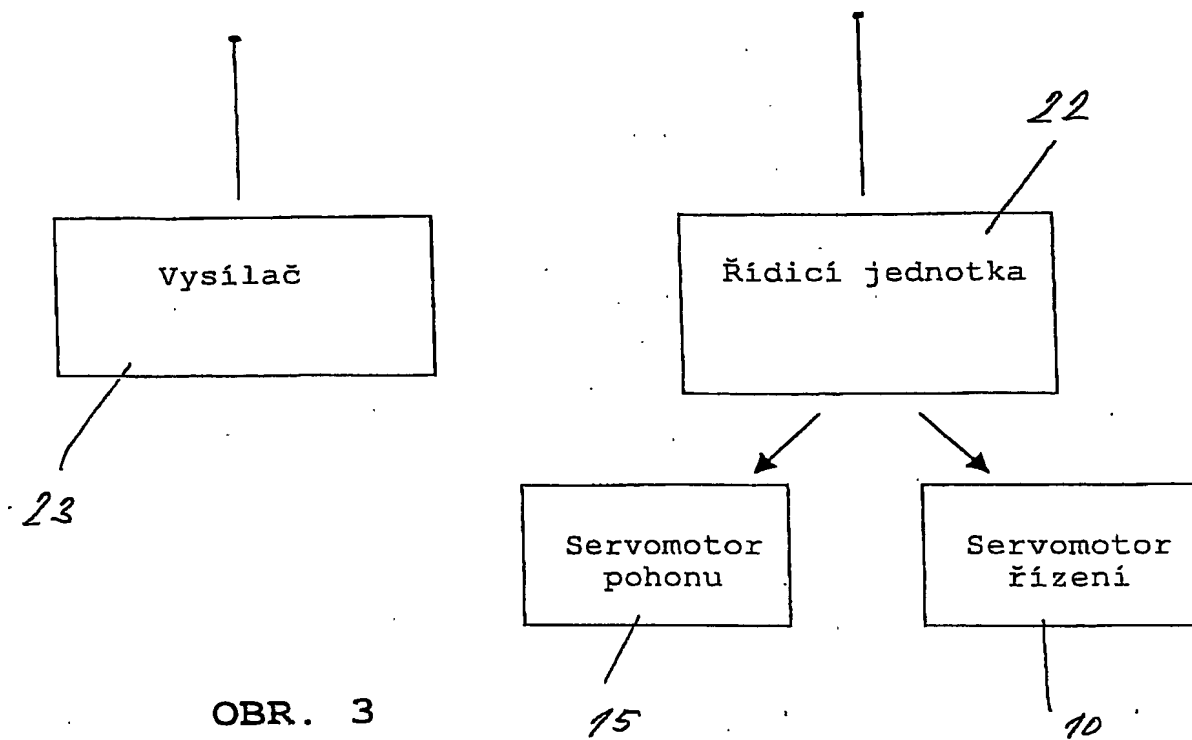 22
Vysílač
Řídicí jednotka
23
Servomotor
pohonu
Servomotor
řízení
OBR. 3
15
10